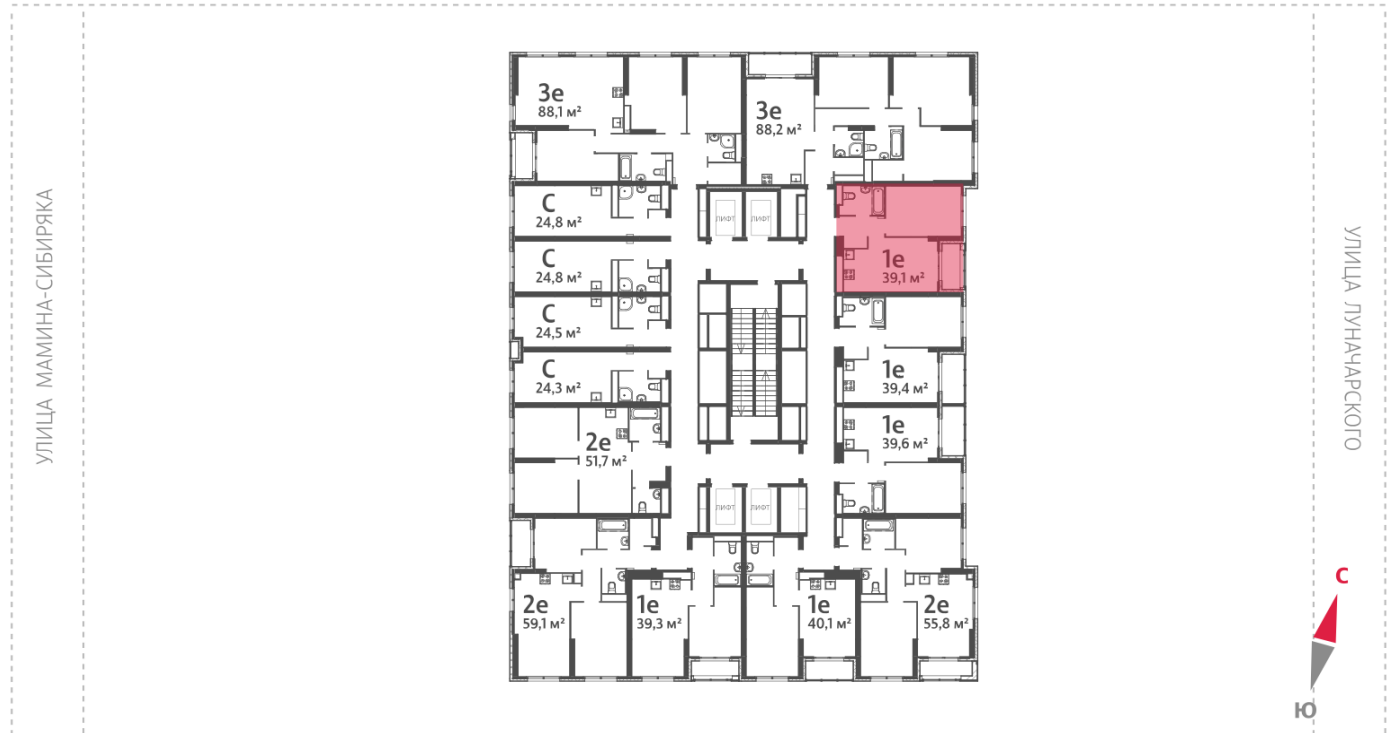 УЛИЦА МАМИНА-СИБИРЯКА
3е
88,1 м²
3е
88,2 м²
С
24,8 м²
ЛИФТ
ЛИФТ
С
24,8 м²
1е
39,1 м²
С
24,5 м²
С
24,3 м²
1е
39,4 м²
2е
51,7 м²
1е
39,6 м²
ЛИФТ
ЛИФТ
2е
59,1 м²
1е
39,3 м²
1е
40,1 м²
2е
55,8 м²
УЛИЦА ЛУНАЧАРСКОГО
С
Ю